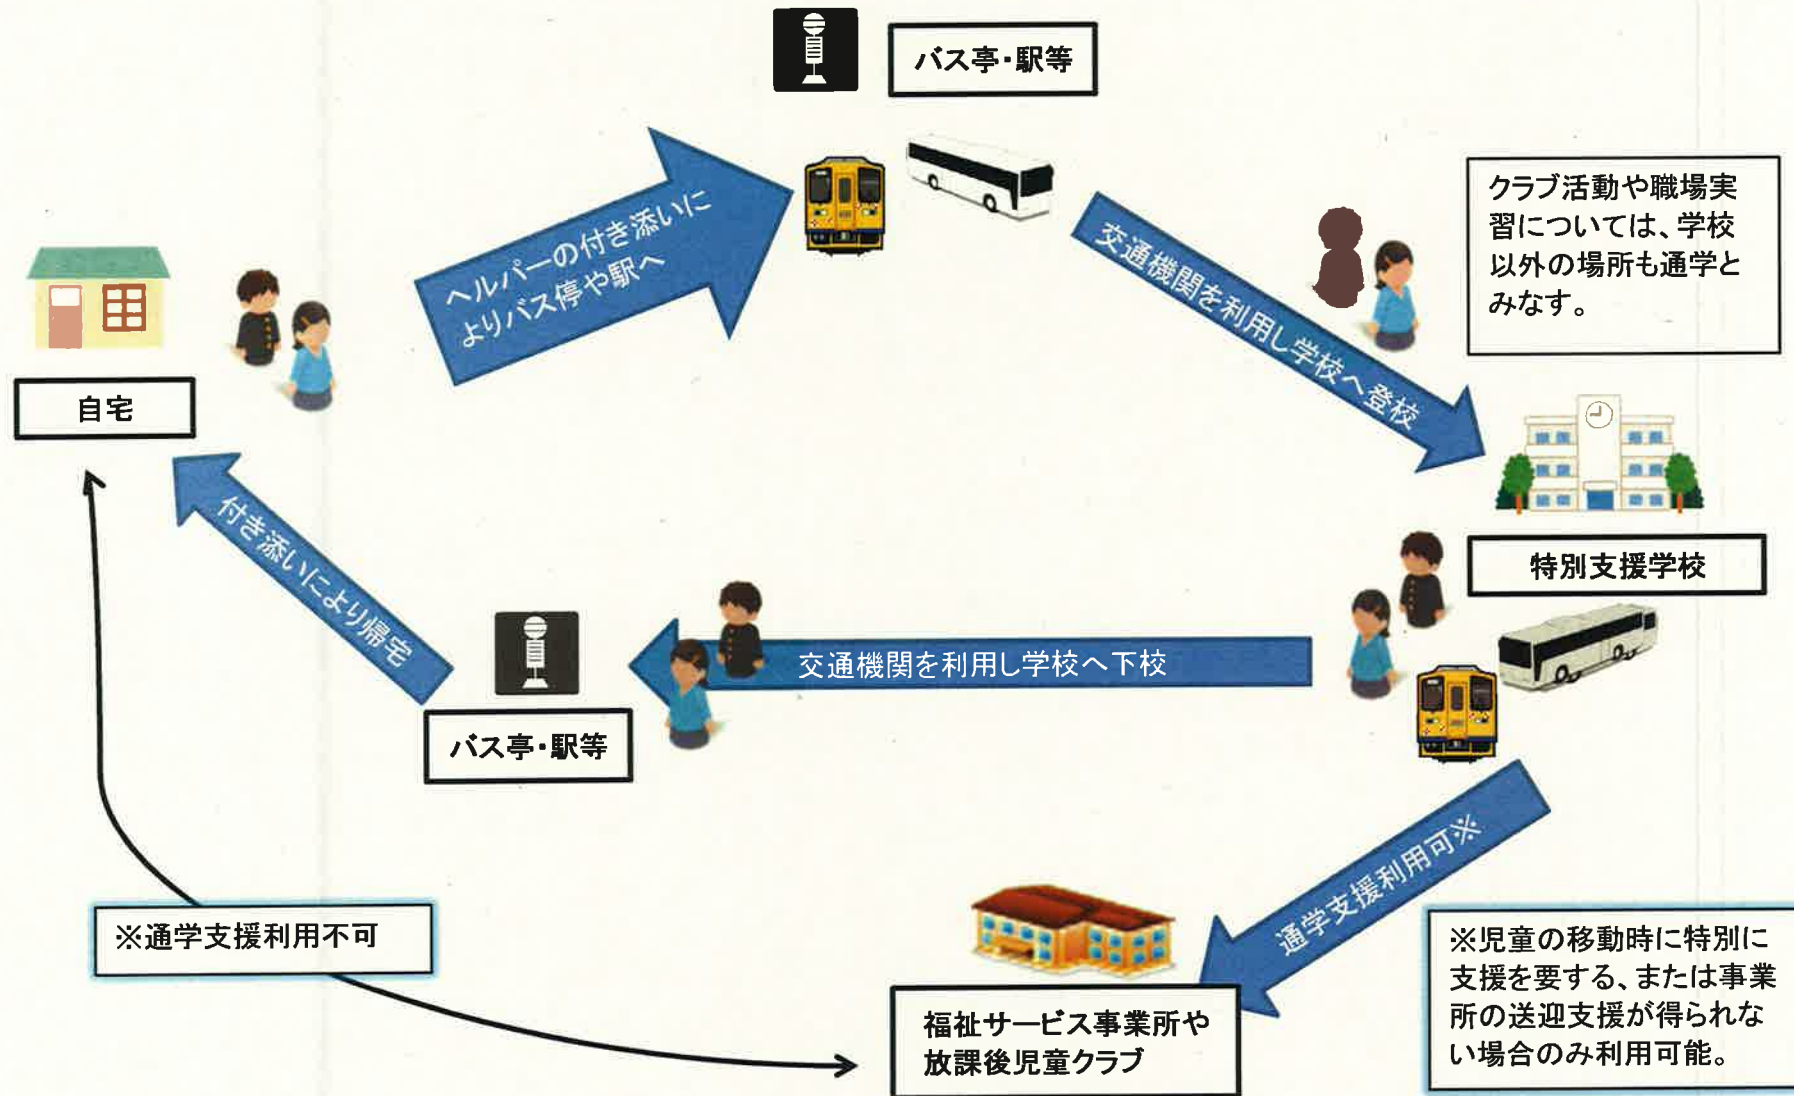 バス亭・駅等
ヘルパーの付き添いに
よりバス停や駅へ
交通機関を利用し学校へ登校
クラブ活動や職場実
習については、学校
以外の場所も通学と
みなす。
自宅
特別支援学校
付き添いにより帰宅
交通機関を利用し学校へ下校
バス亭・駅等
通学支援利用可※
※通学支援利用不可
福祉サービス事業所や
放課後児童クラブ
※児童の移動時に特別に
支援を要する、または事業
所の送迎支援が得られな
い場合のみ利用可能。